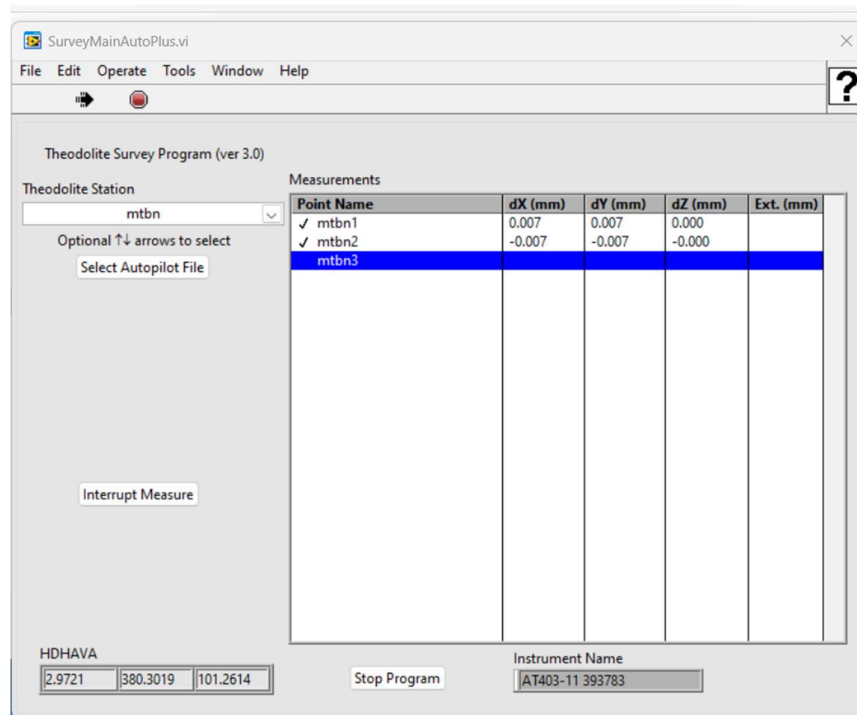 SurveyMainAutoPlus.vi
File Edit Operate Tools Window Help
?
Theodolite Survey Program (ver 3.0)
Theodolite Station
mtbn
Optional ↑↓ arrows to select
Select Autopilot File
Interrupt Measure
Measurements
Point Name dX (mm) dY (mm) dZ (mm) Ext. (mm)
✓ mtbn1 0.007 0.007 0.000
✓ mtbn2 -0.007 -0.007 -0.000
mtbn3
HDHAVA
2.9721 380.3019 101.2614
Stop Program
Instrument Name
AT403-11 393783